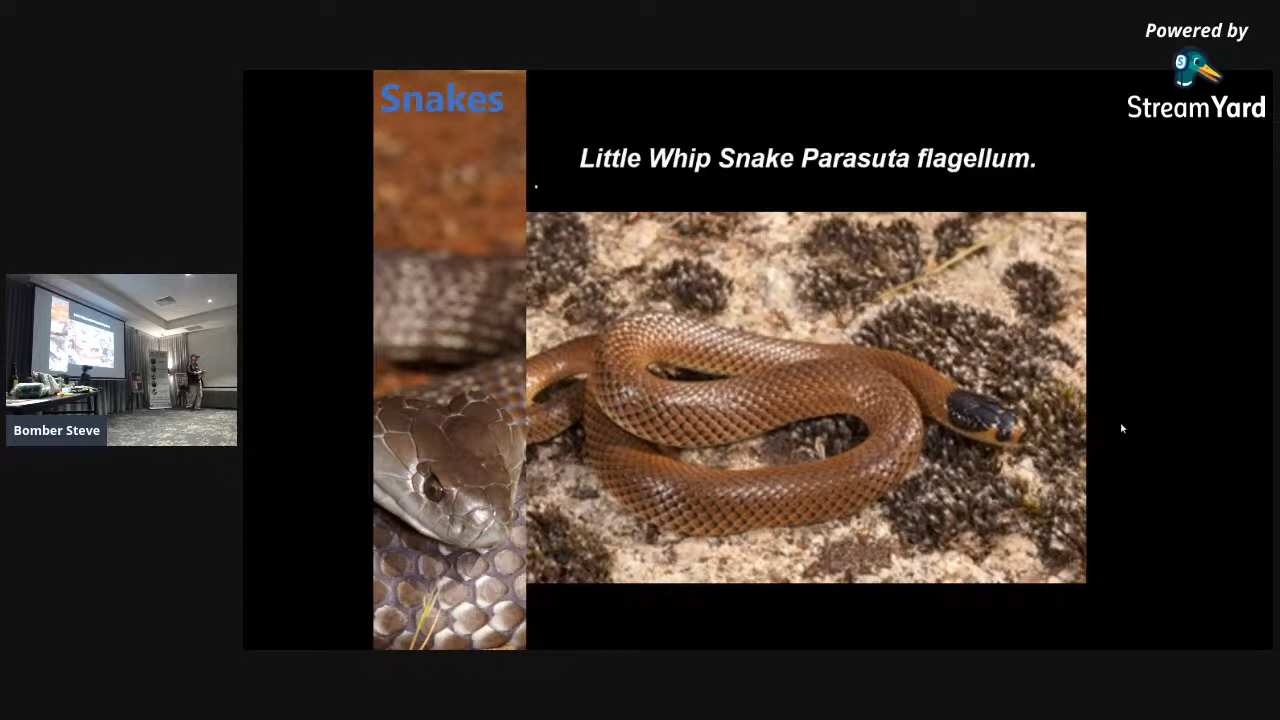 Powered by
StreamYard
Snakes
Little Whip Snake Parasuta flagellum.
Bomber Steve